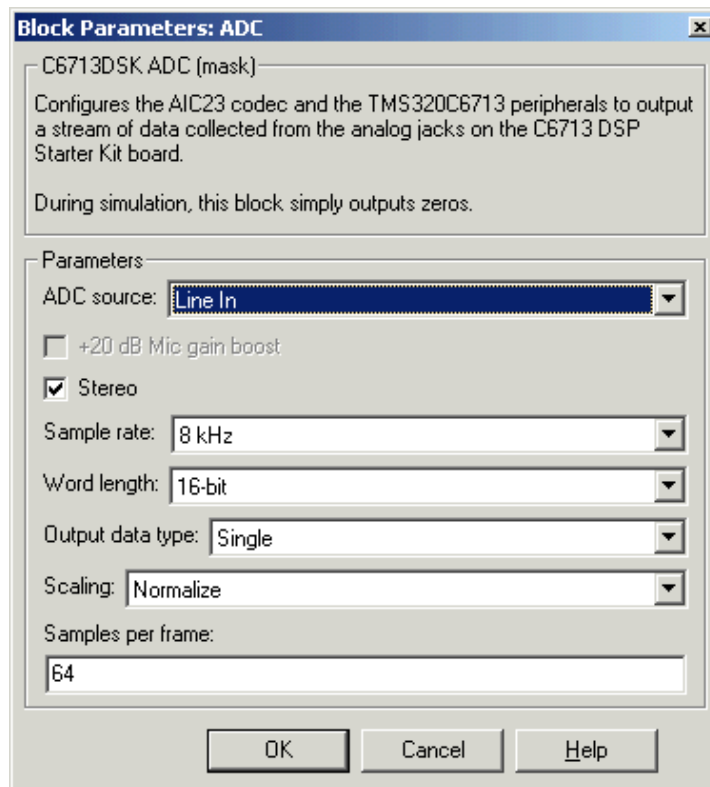 Block Parameters: ADC
C6713DSK ADC (mask)
Configures the AIC23 codec and the TMS320C6713 peripherals to output
a stream of data collected from the analog jacks on the C6713 DSP
Starter Kit board.
During simulation, this block simply outputs zeros.
Parameters
ADC source: Line In
+20 dB Mic gain boost
Stereo
Sample rate: 8 kHz
Word length: 16-bit
Output data type: Single
Scaling: Normalize
Samples per frame:
64
OK Cancel Help